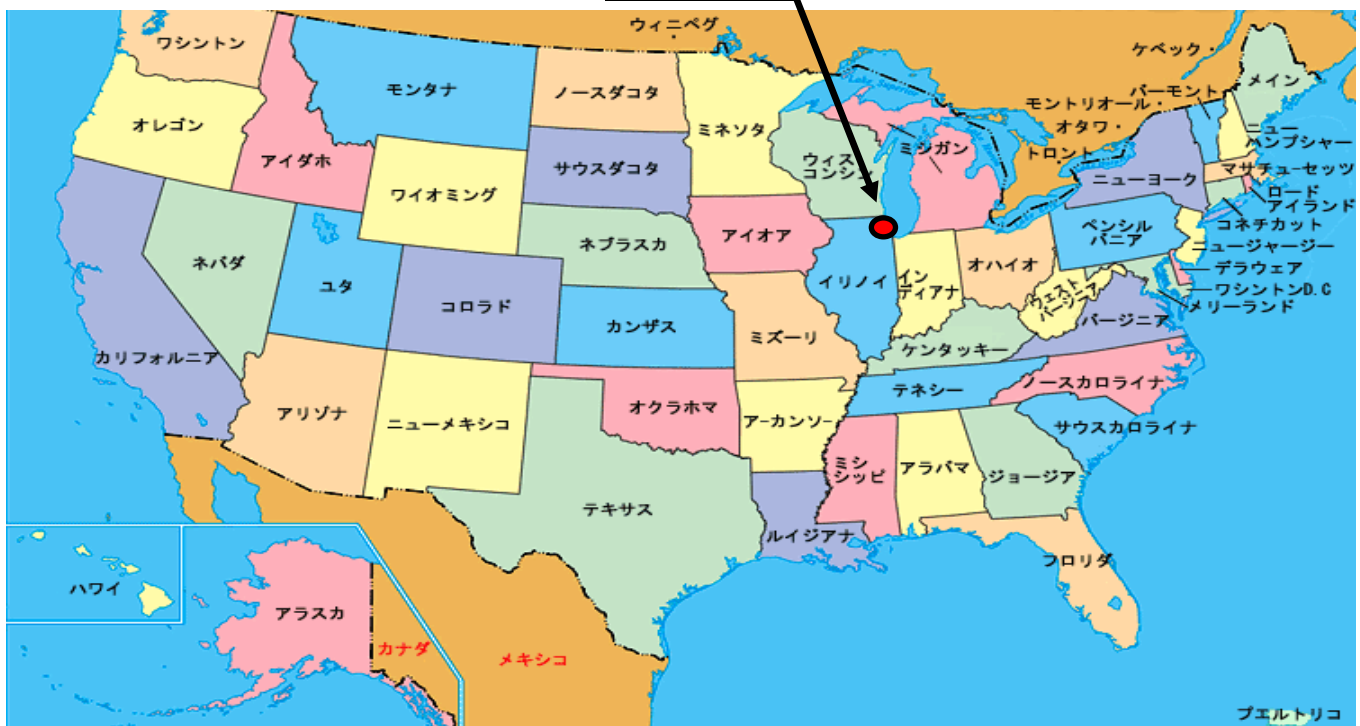 ウィニペグ
ワシントン
ケベック
メイン
モンタナ
ノースダコタ
ミネソタ
Lake Superior
バーモント
モントリオール
オタワ
オレゴン
アイダホ
ミシガン
ニュー
ハンプシャー
トロント
ウィス
コンシン
サウスダコタ
マサチュ-セッツ
ワイオミング
ニューヨーク
ロード
アイランド
コネチカット
アイオア
ペンシル
バニア
ネブラスカ
ニュージャージー
ネバダ
オハイオ
イリノイ
イン
ディアナ
デラウェア
ユタ
ワシントンD.C
コロラド
ウェスト
バージニア
メリーランド
カンザス
バージニア
ミズーリ
カリフォルニア
ケンタッキー
テネシー
ノースカロライナ
アリゾナ
ニューメキシコ
オクラホマ
ア-カンソ-
サウスカロライナ
ミシ
シッピ
アラバマ
ジョージア
テキサス
ルイジアナ
フロリダ
ハワイ
アラスカ
カナダ
メキシコ
プエルトリコ